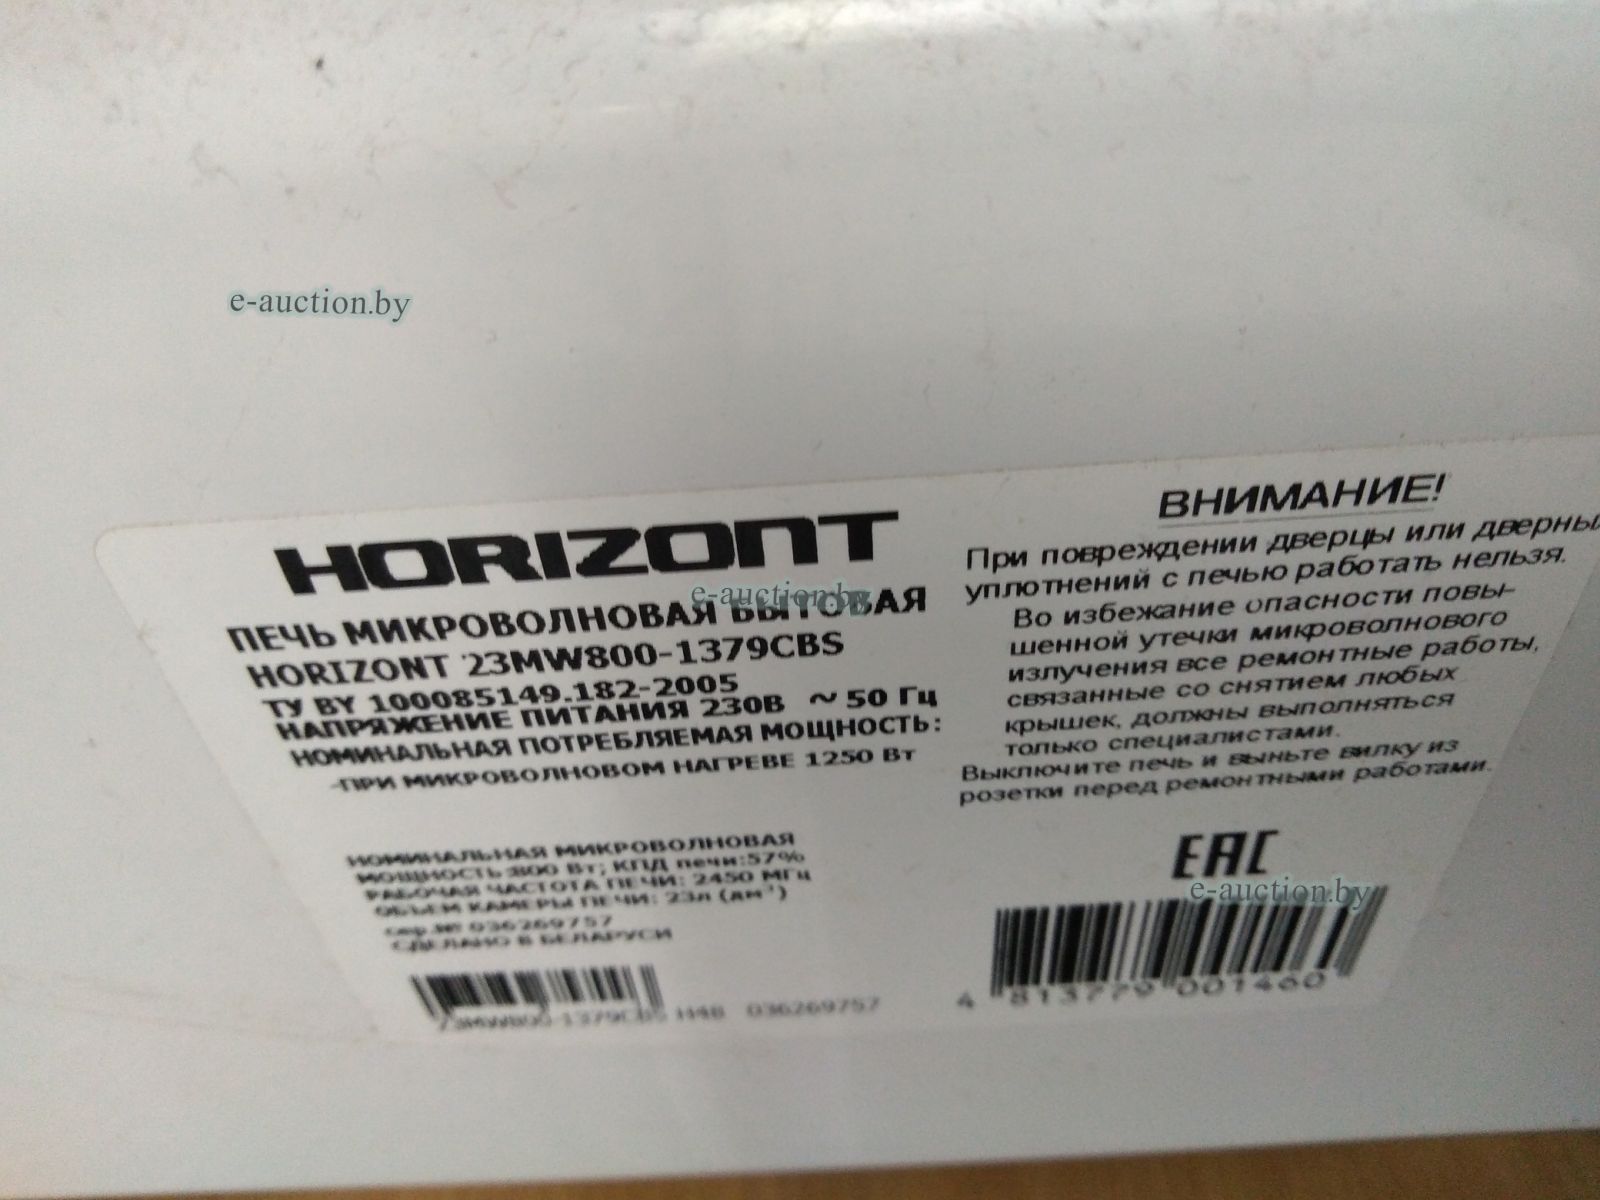 e-auction.by
HORIZONT
e-auction.by
ПЕЧЬ МИКРОВОЛНОВАЯ БЫТОВАЯ
HORIZONT 23MW800-1379CBS
ТУ BY 100085149.182-2005
НАПРЯЖЕНИЕ ПИТАНИЯ 230В ~ 50 Гц
НОМИНАЛЬНАЯ ПОТРЕБЛЯЕМАЯ МОЩНОСТЬ:
-ПРИ МИКРОВОЛНОВОМ НАГРЕВЕ 1250 Вт
НОМИНАЛЬНАЯ МИКРОВОЛНОВАЯ
МОЩНОСТЬ:800 Вт; КПД печи:57%
РАБОЧАЯ ЧАСТОТА ПЕЧИ: 2450 МГц
ОБЪЕМ КАМЕРЫ ПЕЧИ: 23л (дм³)
сер.№ 036269757
СДЕЛАНО В БЕЛАРУСИ
23MW800-1379CBS H48 036269757
ВНИМАНИЕ!
При повреждении дверцы или дверны
уплотнений с печью работать нельзя.
Во избежание опасности повы-
шенной утечки микроволнового
излучения все ремонтные работы,
связанные со снятием любых
крышек, должны выполняться
только специалистами.
Выключите печь и выньте вилку из
розетки перед ремонтными работами.
EAC
e-auction.by
4 813779 001460